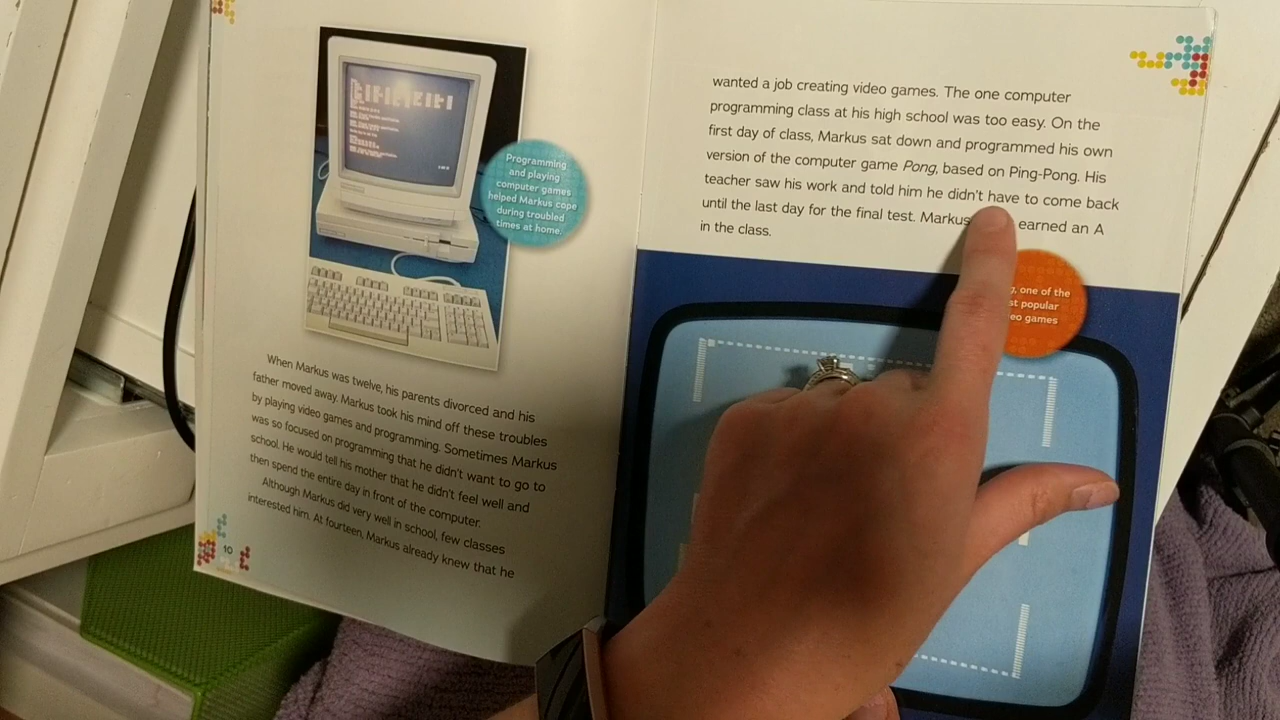 Programming
and playing
computer games
helped Markus cope
during troubled
times at home.
When Markus was twelve, his parents divorced and his
father moved away. Markus took his mind off these troubles
by playing video games and programming. Sometimes Markus
was so focused on programming that he didn't want to go to
school. He would tell his mother that he didn't feel well and
then spend the entire day in front of the computer.
Although Markus did very well in school, few classes
interested him. At fourteen, Markus already knew that he
10
wanted a job creating video games. The one computer
programming class at his high school was too easy. On the
first day of class, Markus sat down and programmed his own
version of the computer game Pong, based on Ping-Pong. His
teacher saw his work and told him he didn't have to come back
until the last day for the final test. Markus earned an A
in the class.
one of the
popular
games